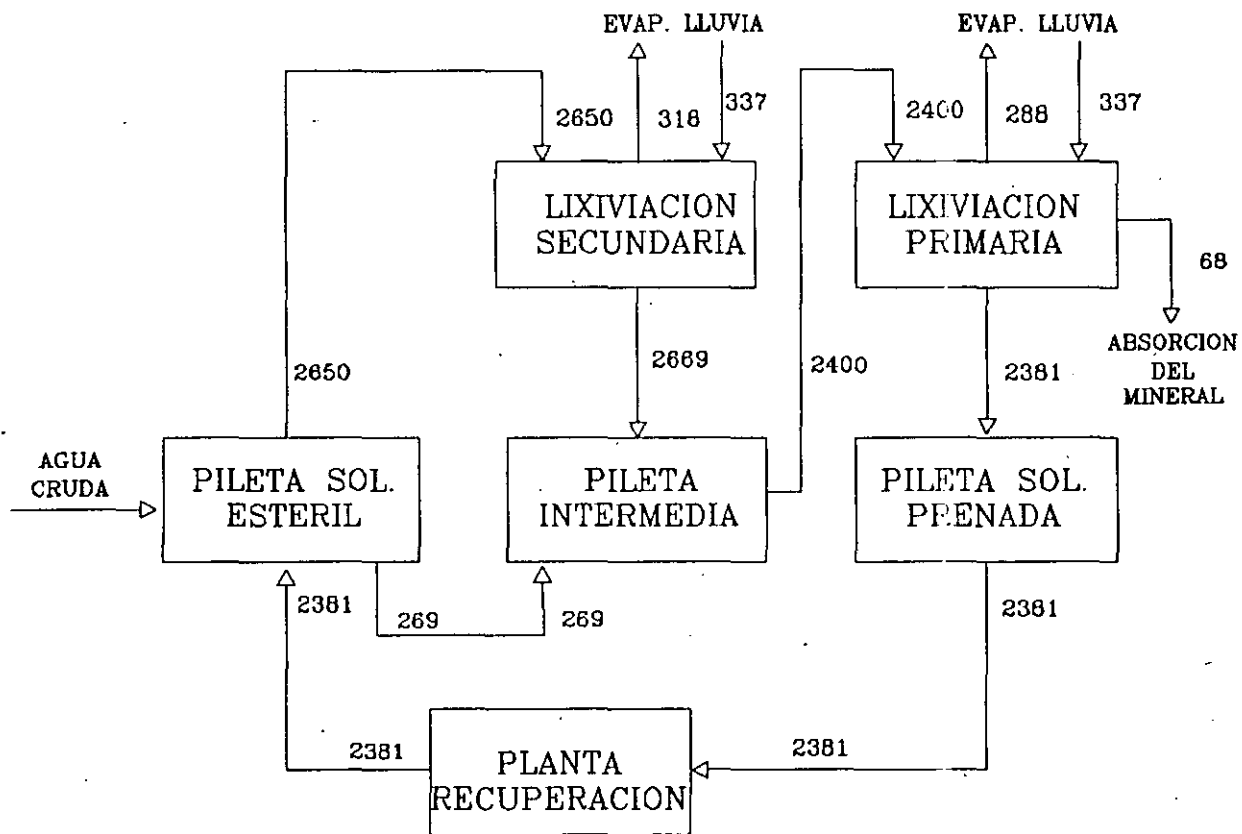 EVAP. LLUVIA
EVAP. LLUVIA
2650
318
337
2400
288
337
LIXIVIACION
SECUNDARIA
LIXIVIACION
PRIMARIA
68
ABSORCION
DEL
MINERAL
2650
2669
2400
2381
AGUA
CRUDA
PILETA SOL.
ESTERIL
PILETA
INTERMEDIA
PILETA SOL.
PRENADA
2381
269
269
2381
2381
2381
PLANTA
RECUPERACION